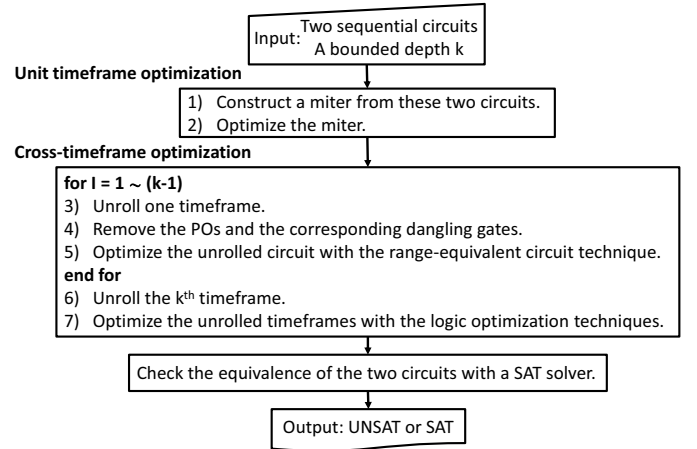 Input: Two sequential circuits
A bounded depth k
Unit timeframe optimization
1) Construct a miter from these two circuits.
2) Optimize the miter.
Cross-timeframe optimization
for I = 1 ~ (k-1)
3) Unroll one timeframe.
4) Remove the POs and the corresponding dangling gates.
5) Optimize the unrolled circuit with the range-equivalent circuit technique.
end for
6) Unroll the kth timeframe.
7) Optimize the unrolled timeframes with the logic optimization techniques.
Check the equivalence of the two circuits with a SAT solver.
Output: UNSAT or SAT